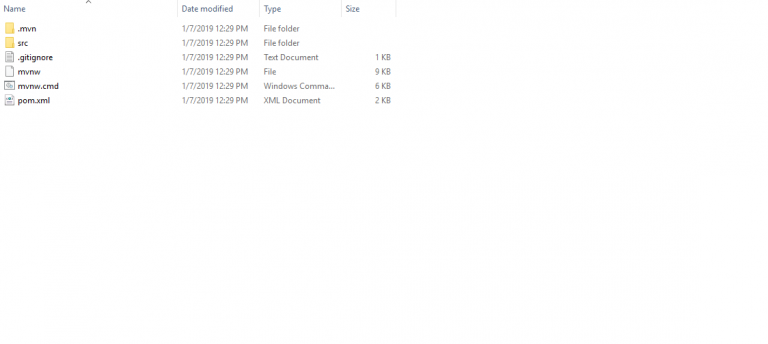 Name Date modified Type Size
.mvn 1/7/2019 12:29 PM File folder
src 1/7/2019 12:29 PM File folder
.gitignore 1/7/2019 12:29 PM Text Document 1 KB
mvnw 1/7/2019 12:29 PM File 9 KB
mvnw.cmd 1/7/2019 12:29 PM Windows Comma... 6 KB
pom.xml 1/7/2019 12:29 PM XML Document 2 KB